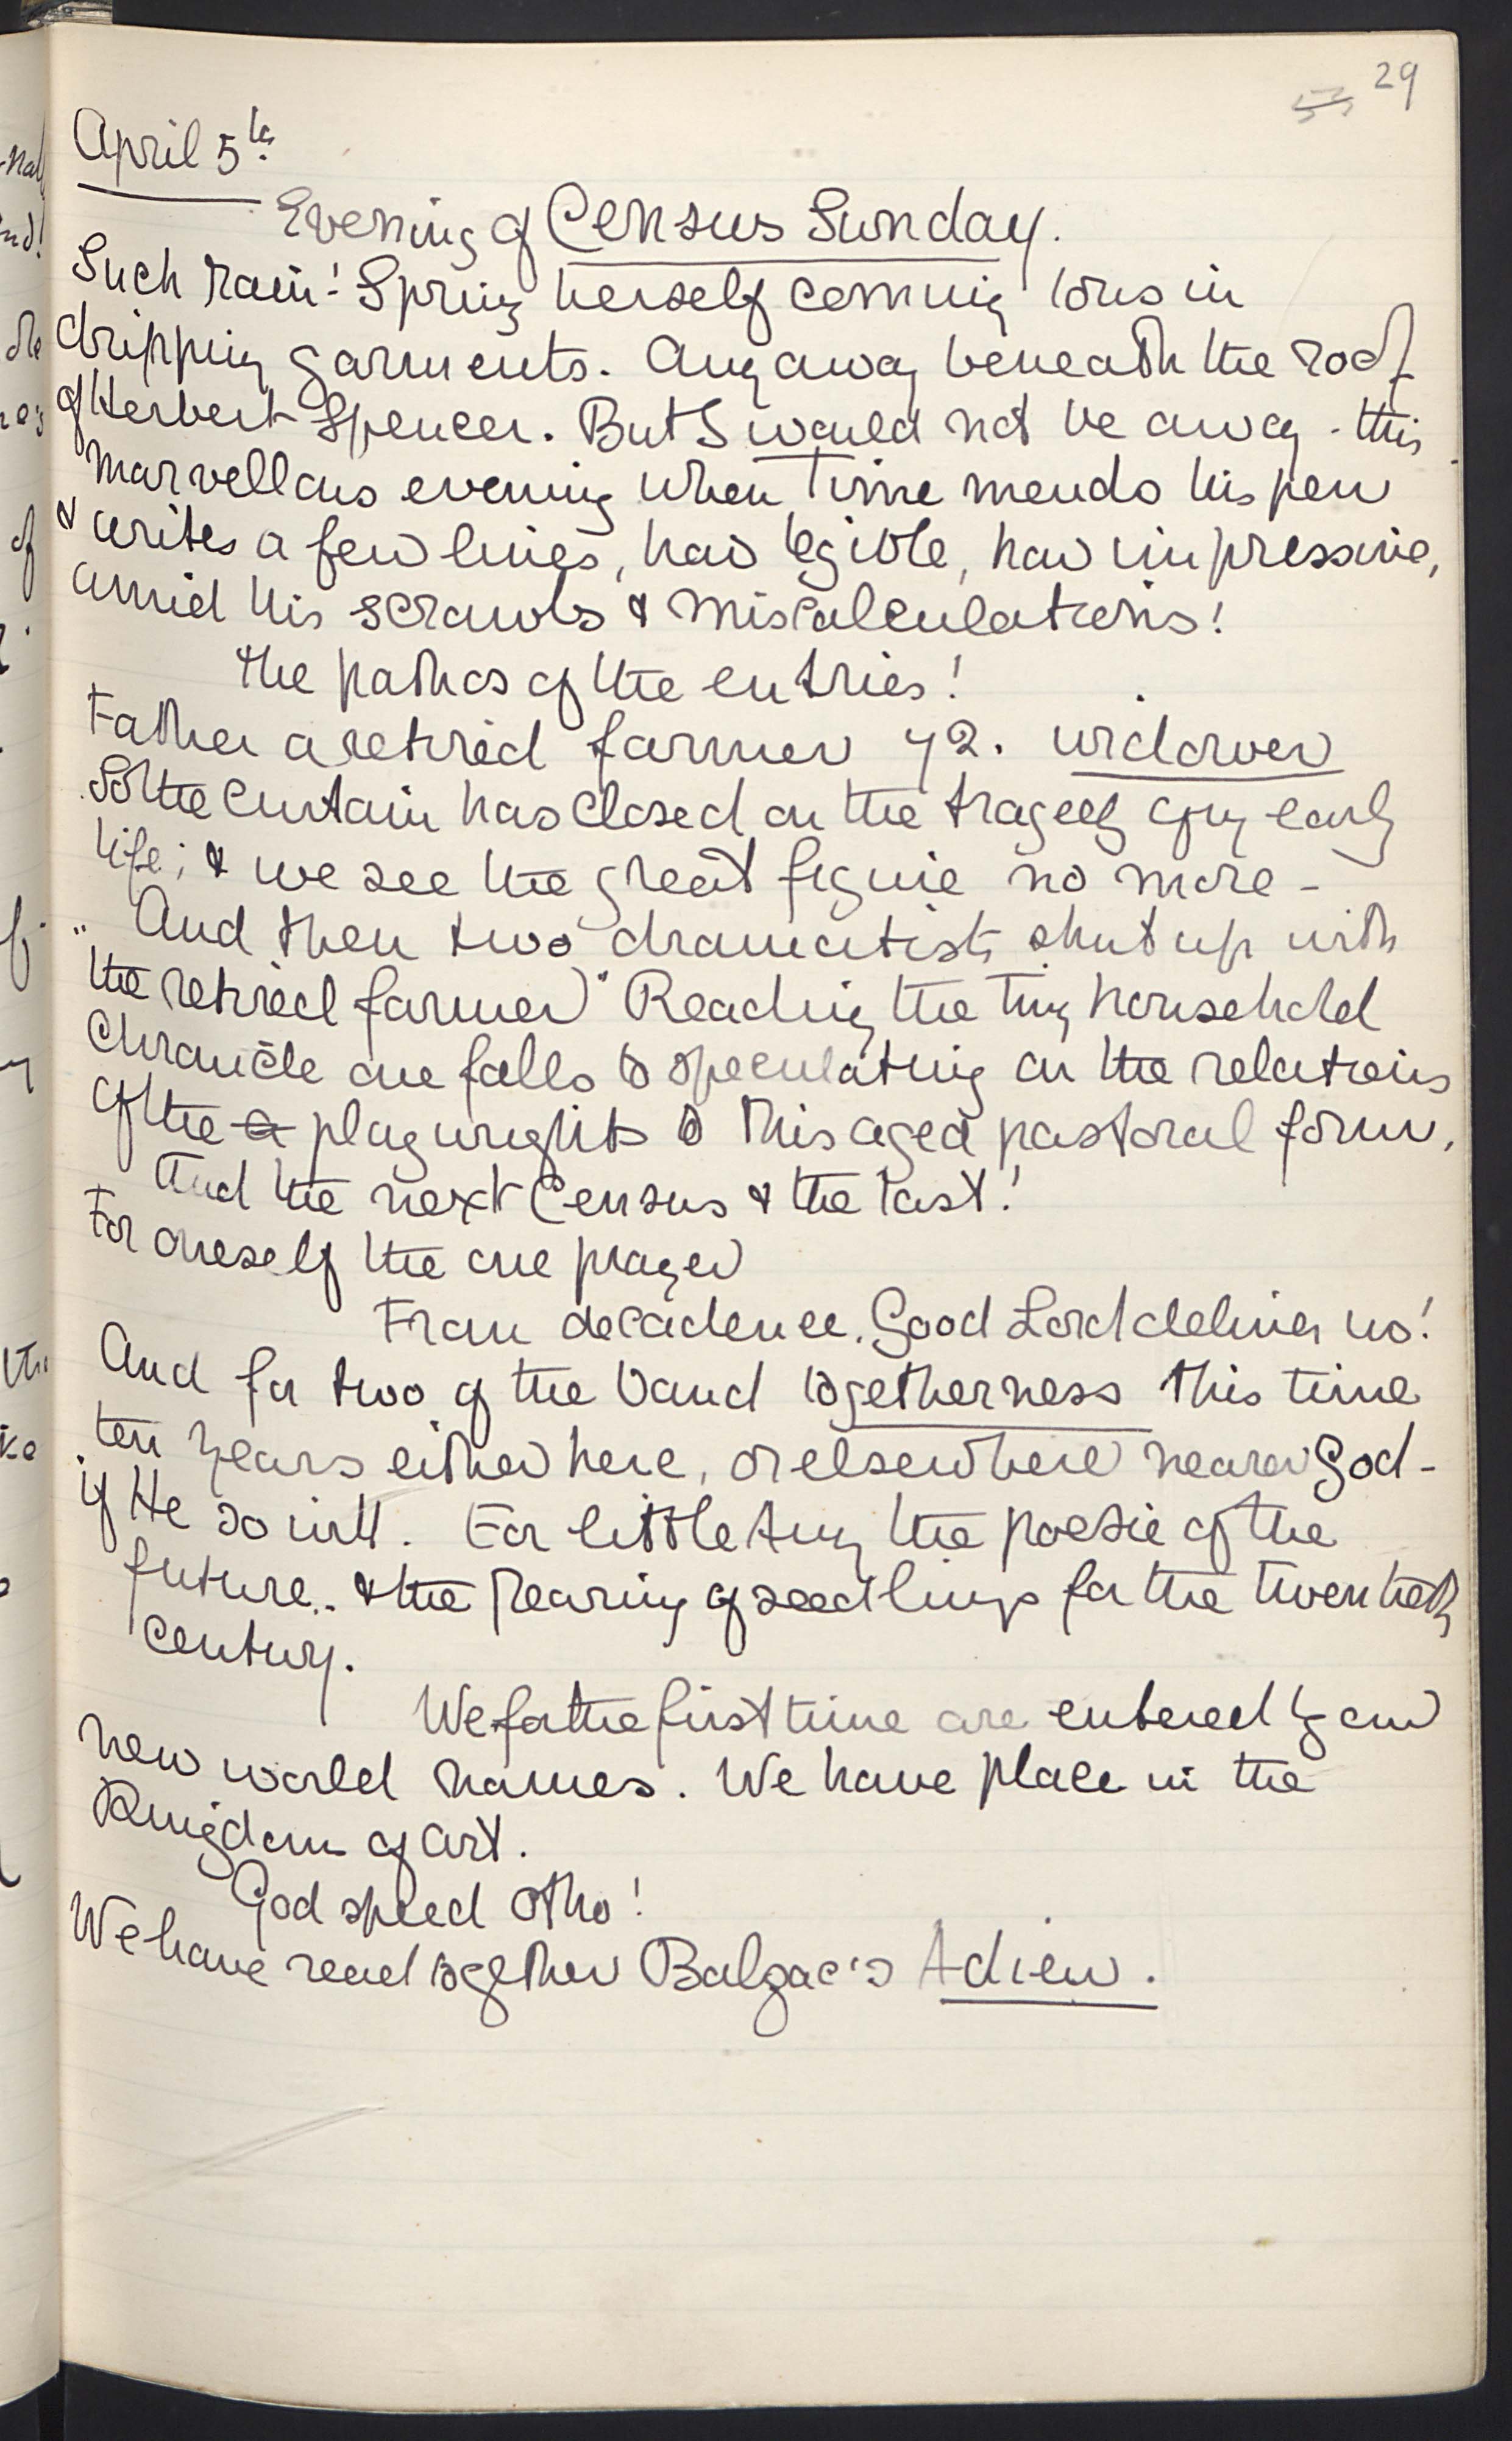 29
April 5th
Evening of Census Sunday.
Such rain! Spring herself coming to us in
dripping garments. Amy away beneath the roof
of Herbert Spencer. But I would not be away - this
marvellous evening when Time mends his pen
& writes a few lines, how legible, how impressive,
amid his scrawls & miscalculations!
the pathos of the entries!
Father a retired farmer 72. widower
So the curtain has closed on the tragedy of my early
life; & we see the great figure no more -
And then two dramatists shut up with
"the retired farmer" Reading the tiny household
chronicle one falls to speculating on the relations
of the a playwrights to this aged pastoral form.
And the next Census & the last!
For oneself the one prayer
From decadence, Good Lord deliver us!
And for two of the band togetherness this time
ten years either here, or elsewhere nearer God -
if He so will. For little Amy the poesie of the
future.. & the rearing of seedlings for the twentieth
century.
We for the first time are entered by our
new world names. We have place in the
Kingdom of art.
God speed Otho!
We have read together Balzac's Adieu.